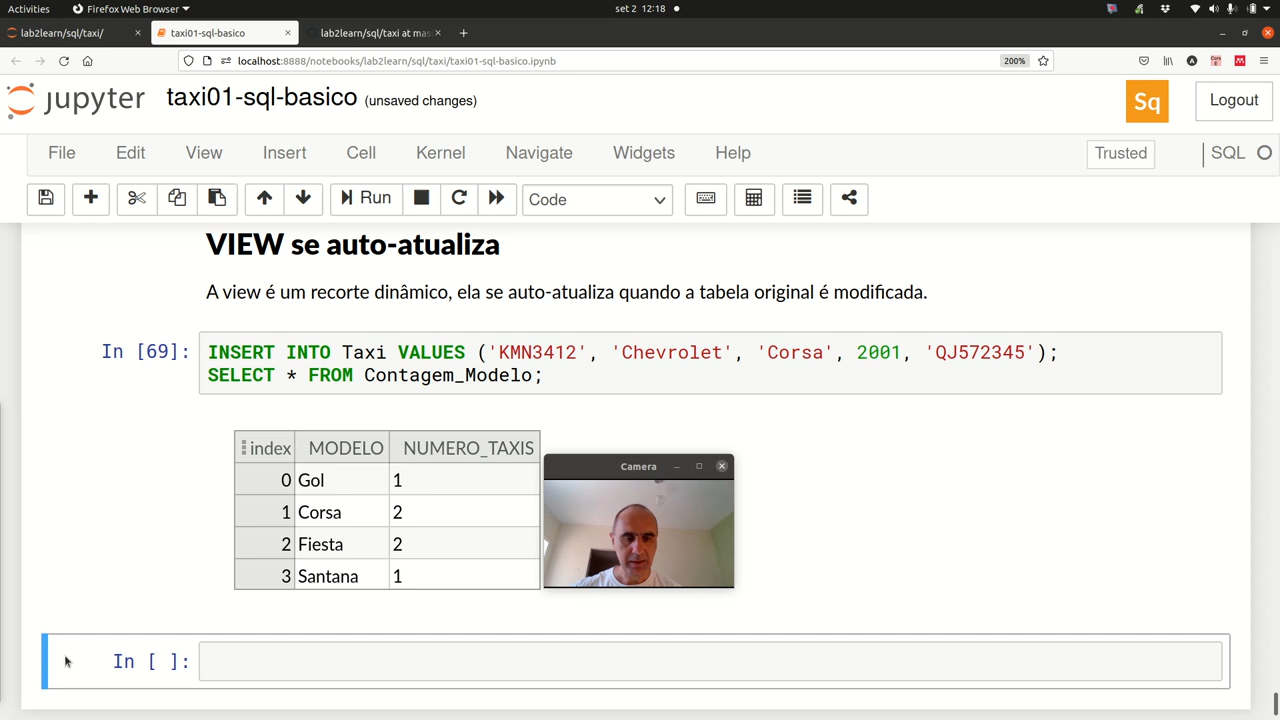 Activities
Firefox Web Browser
set 2 12:18
lab2learn/sql/taxi/
taxi01-sql-basico
lab2learn/sql/taxi at mas
localhost:8888/notebooks/lab2learn/sql/taxi/taxi01-sql-basico.ipynb
200%
jupyter
taxi01-sql-basico (unsaved changes)
Sq
Logout
File Edit View Insert Cell Kernel Navigate Widgets Help
Trusted
SQL
Run
Code
VIEW se auto-atualiza
A view é um recorte dinâmico, ela se auto-atualiza quando a tabela original é modificada.
In [69]:
INSERT INTO Taxi VALUES ('KMN3412', 'Chevrolet', 'Corsa', 2001, 'QJ572345');
SELECT * FROM Contagem_Modelo;
index MODELO NUMERO_TAXIS
0 Gol 1
1 Corsa 2
2 Fiesta 2
3 Santana 1
Camera
In [ ]: